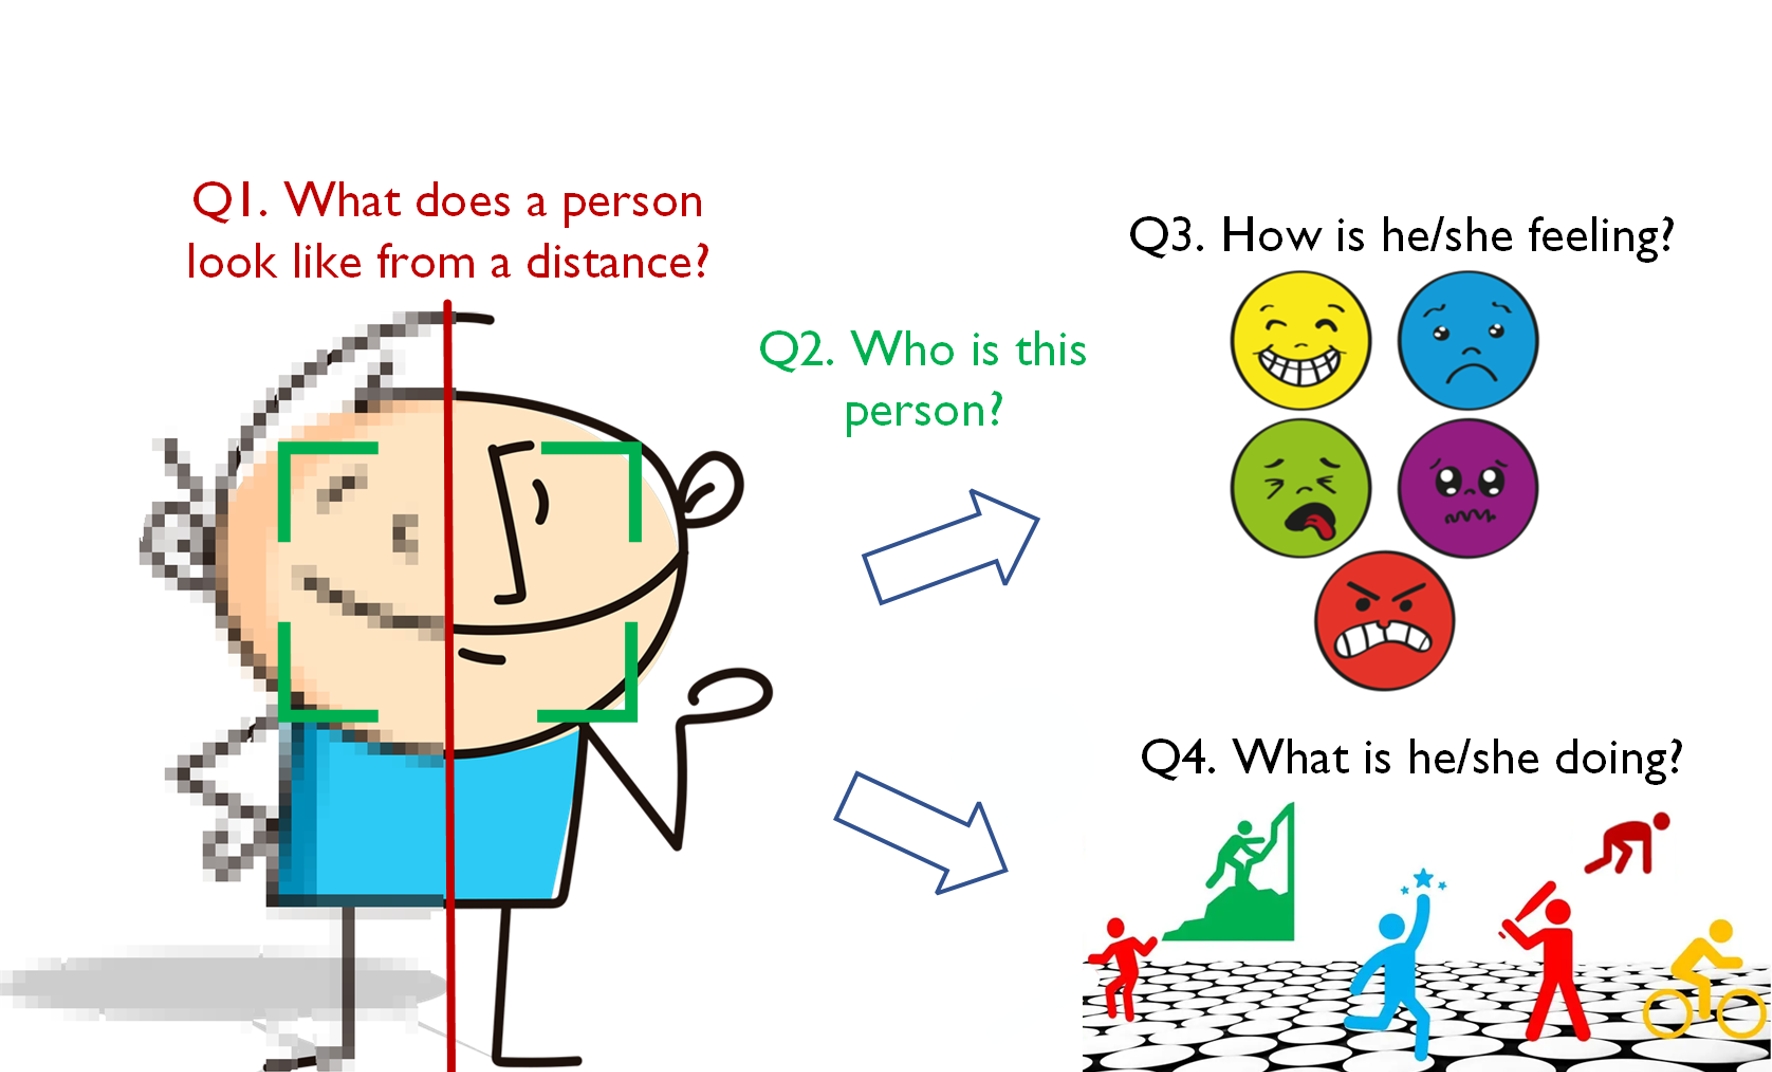 Q1. What does a person
look like from a distance?
Q2. Who is this
person?
Q3. How is he/she feeling?
Q4. What is he/she doing?